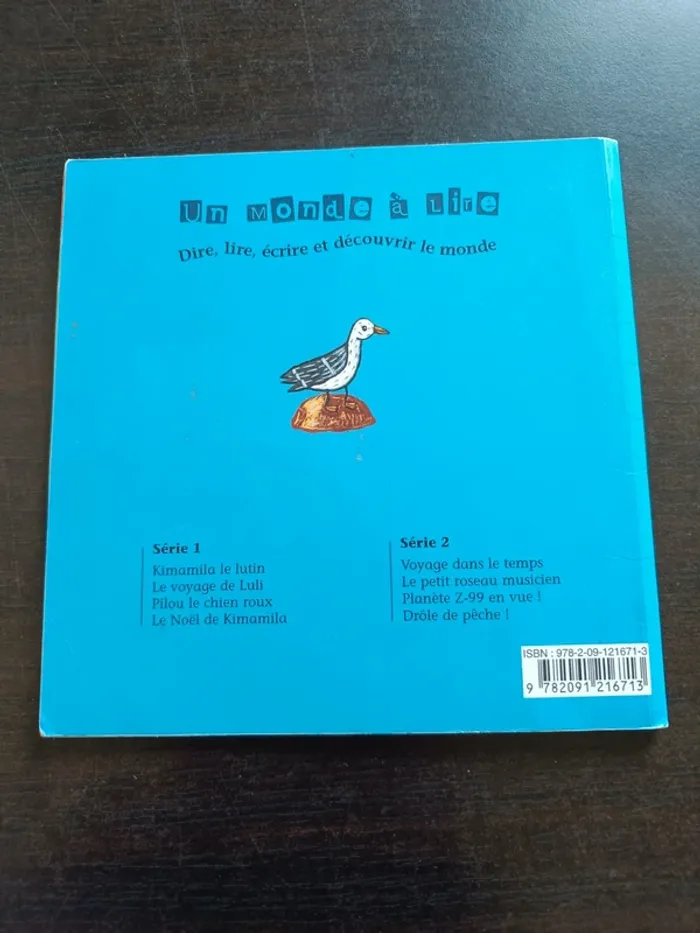 Un Monde à Lire
Dire, lire, écrire et découvrir le monde
Série 1
Kimamila le lutin
Le voyage de Luli
Pilou le chien roux
Le Noël de Kimamila
Série 2
Voyage dans le temps
Le petit roseau musicien
Planète Z-99 en vue !
Drôle de pêche !
ISBN : 978-2-09-121671-3
9 782091 216713